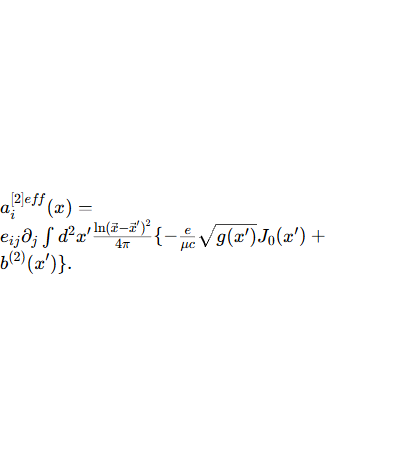 $a_i^{[2]eff}(x) =$
$e_{ij}\partial_j \int d^2x' \frac{\ln(\vec{x}-\vec{x}')^2}{4\pi} \{-\frac{e}{\mu c}\sqrt{g(x')}J_0(x') +$
$b^{(2)}(x')\}.$